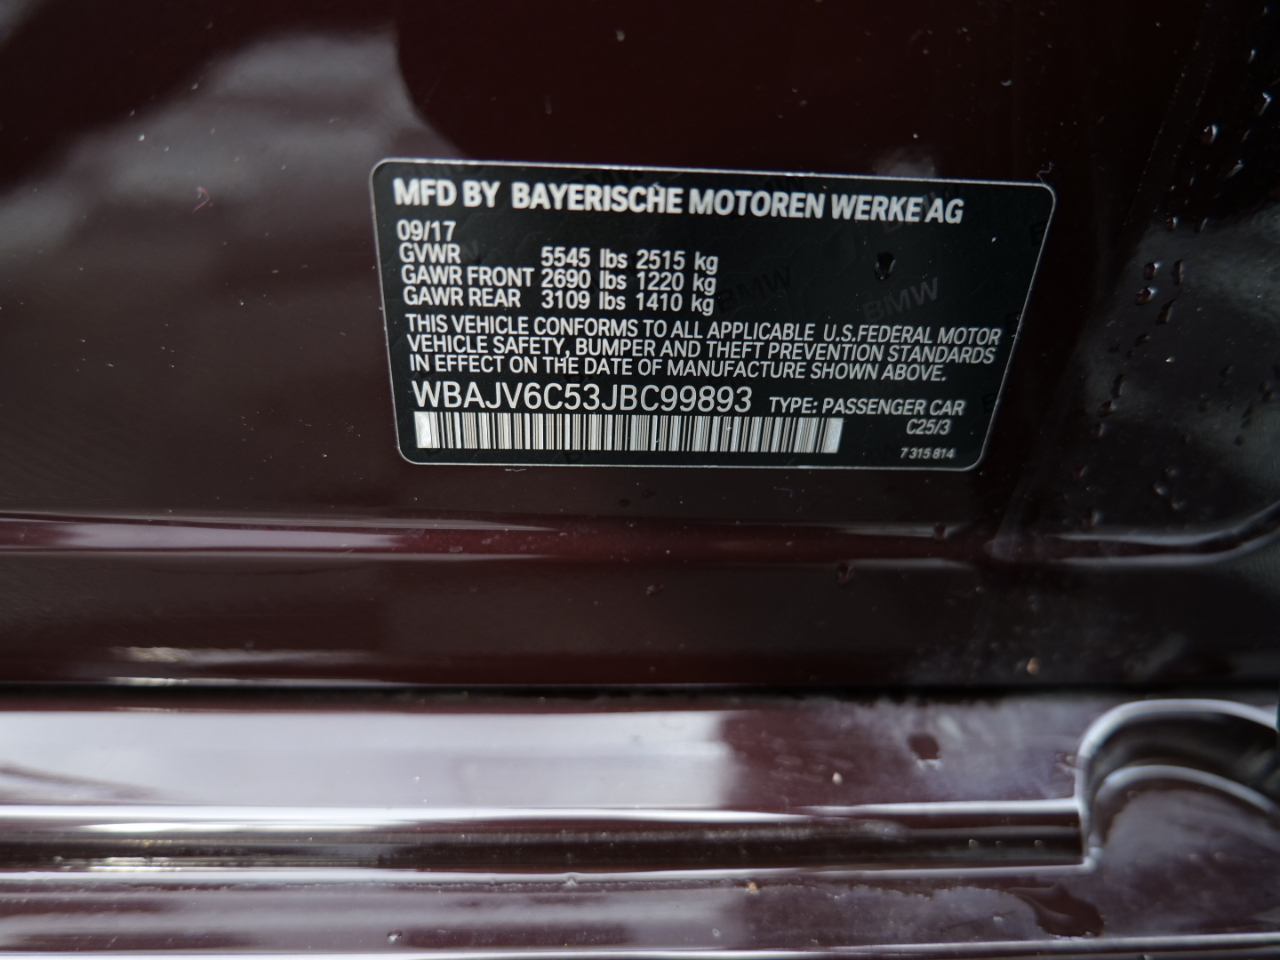 MFD BY BAYERISCHE MOTOREN WERKE AG
09/17
GVWR 5545 lbs 2515 kg
GAWR FRONT 2690 lbs 1220 kg
GAWR REAR 3109 lbs 1410 kg
THIS VEHICLE CONFORMS TO ALL APPLICABLE U.S.FEDERAL MOTOR
VEHICLE SAFETY, BUMPER AND THEFT PREVENTION STANDARDS
IN EFFECT ON THE DATE OF MANUFACTURE SHOWN ABOVE.
WBAJV6C53JBC99893 TYPE: PASSENGER CAR
C25/3
7 315 814
BMW
BMW